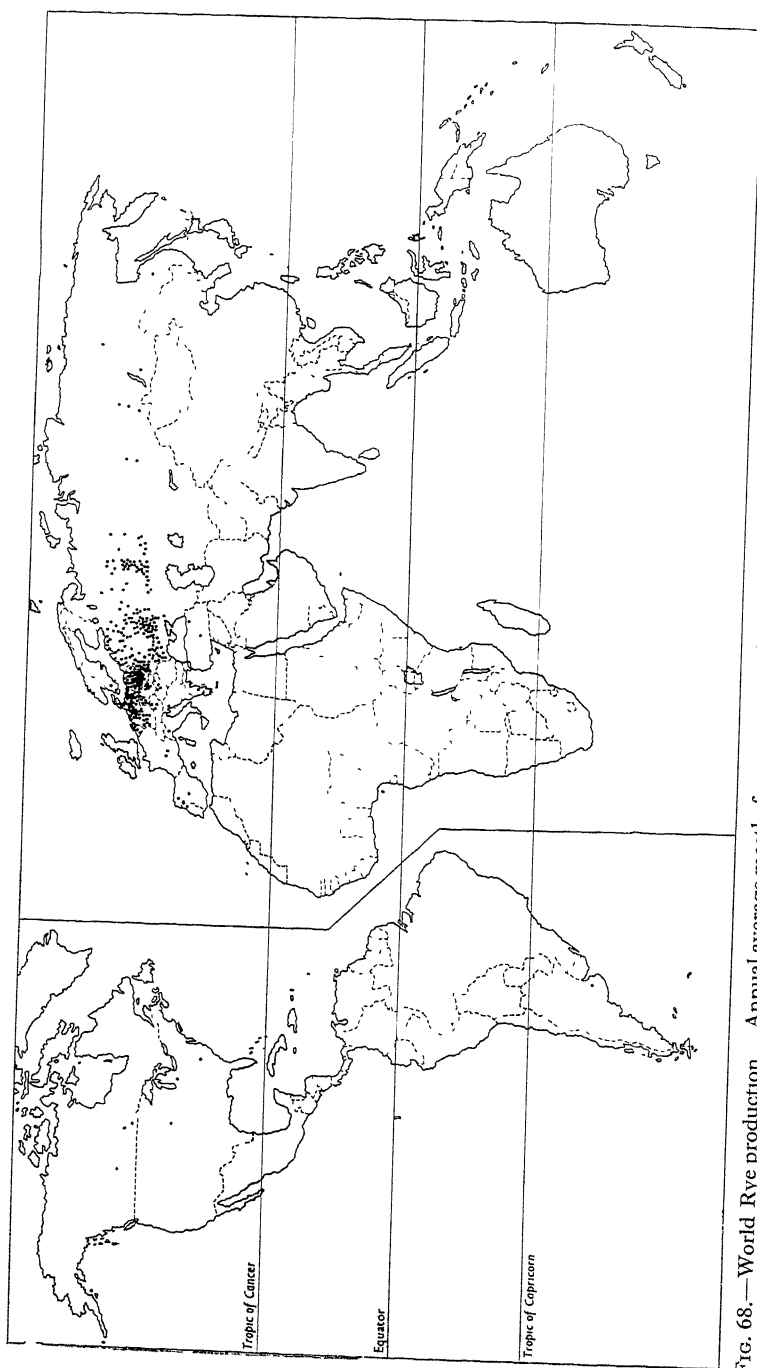 Tropic of Cancer
Equator
Tropic of Capricorn
FIG. 68.—World Rye production. Annual average